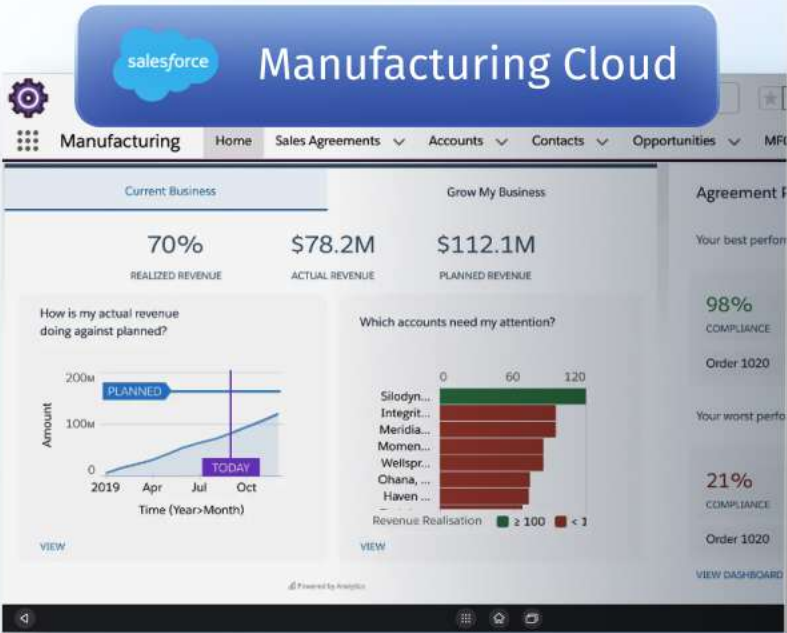 salesforce
Manufacturing Cloud
Manufacturing
Home
Sales Agreements
Accounts
Contacts
Opportunities
Current Business
Grow My Business
Agreement
70%
REALIZED REVENUE
$78.2M
ACTUAL REVENUE
$112.1M
PLANNED REVENUE
Your best
98%
COMPLIANCE
Order 1020
Your worst
21%
COMPLIANCE
Order 1020
VIEW DASHBOARD
How is my actual revenue
doing against planned?
Amount
200M
100M
0
PLANNED
TODAY
2019 Apr Jul Oct
Time (Year>Month)
VIEW
Which accounts need my attention?
0 60 120
Silodyn...
Integrit...
Meridia...
Momen...
Wellspr...
Ohana, ...
Haven ...
Revenue Realisation ≥ 100 < 1
VIEW
Powered by Analytics